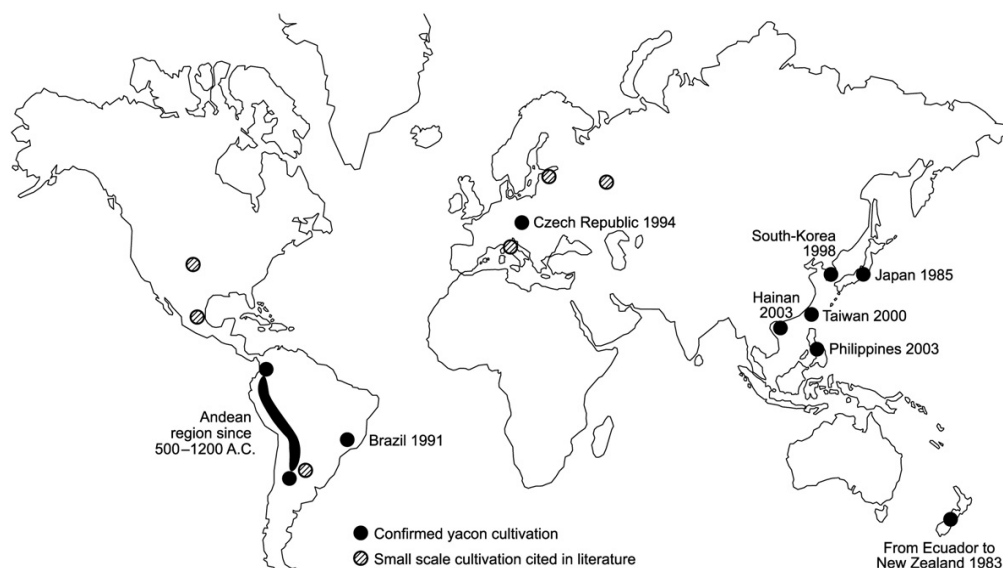 Czech Republic 1994
South-Korea
1998
Japan 1985
Hainan
2003
Taiwan 2000
Philippines 2003
Andean
region since
500–1200 A.C.
Brazil 1991
Confirmed yacon cultivation
Small scale cultivation cited in literature
From Ecuador to
New Zealand 1983